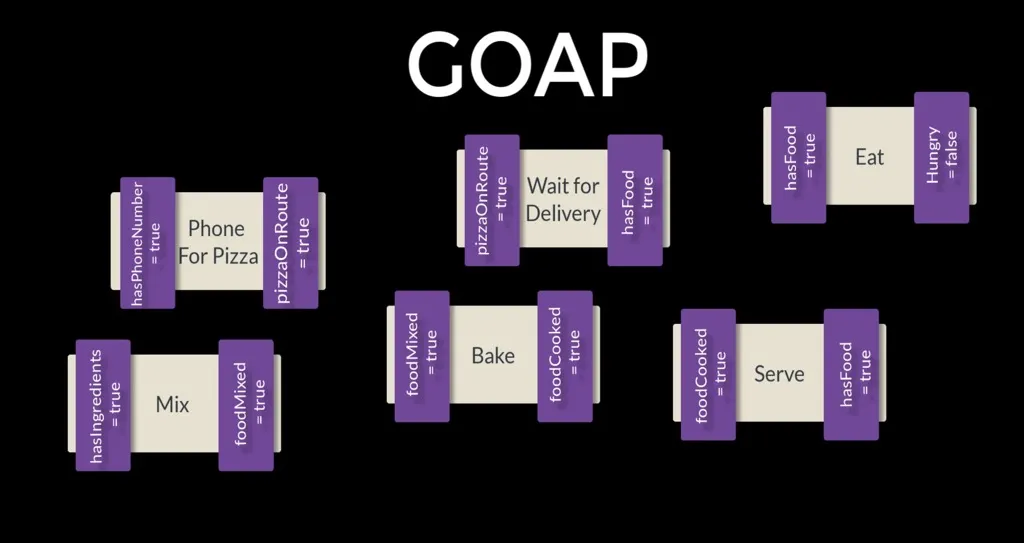 GOAP
hasPhoneNumber
= true
Phone
For Pizza
pizzaOnRoute
= true
pizzaOnRoute
= true
Wait for
Delivery
hasFood
= true
hasFood
= true
Eat
Hungry
= false
hasIngredients
= true
Mix
foodMixed
= true
foodMixed
= true
Bake
foodCooked
= true
foodCooked
= true
Serve
hasFood
= true